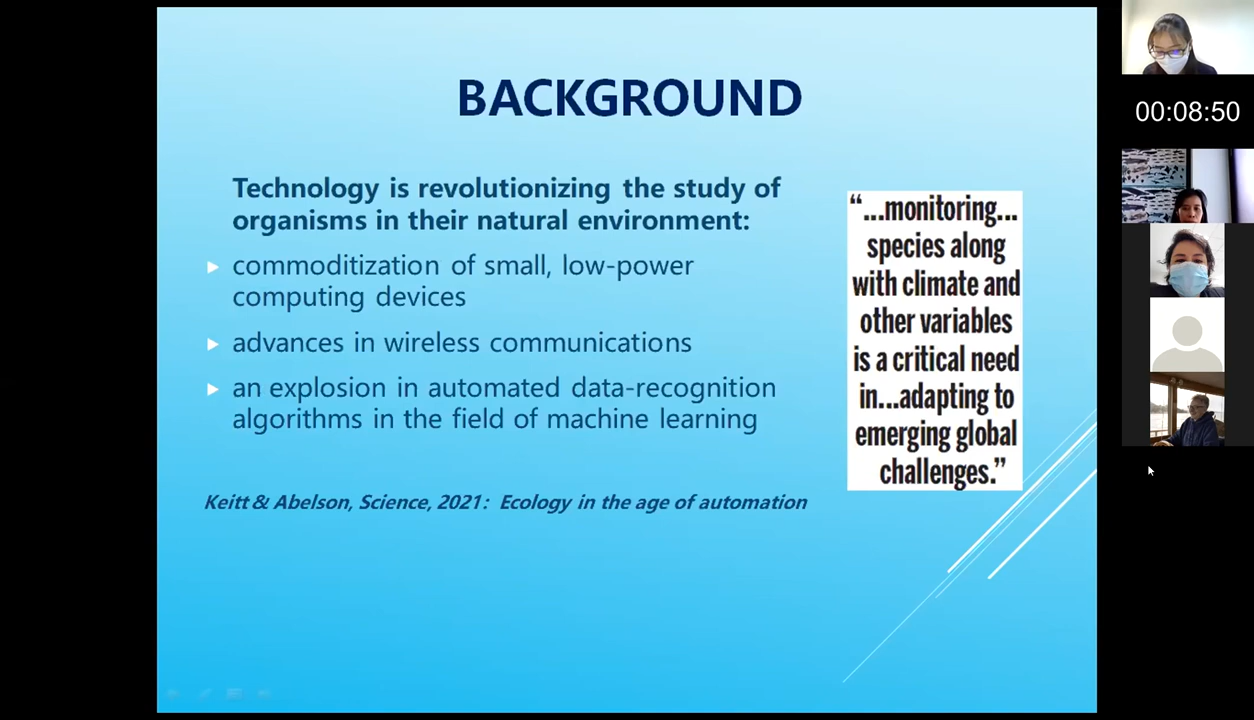 BACKGROUND
Technology is revolutionizing the study of
organisms in their natural environment:
commoditization of small, low-power
computing devices
advances in wireless communications
an explosion in automated data-recognition
algorithms in the field of machine learning
Keitt & Abelson, Science, 2021: Ecology in the age of automation
“...monitoring...
species along
with climate and
other variables
is a critical need
in...adapting to
emerging global
challenges.”
00:08:50